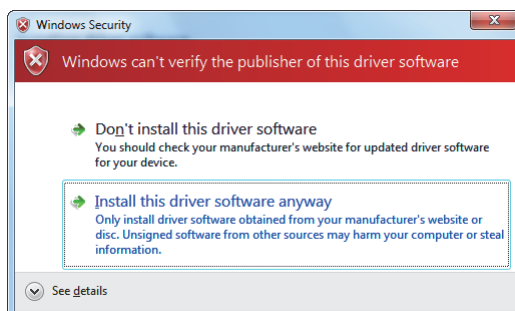 Windows Security
Windows can't verify the publisher of this driver software
Don't install this driver software
You should check your manufacturer's website for updated driver software
for your device.
Install this driver software anyway
Only install driver software obtained from your manufacturer's website or
disc. Unsigned software from other sources may harm your computer or steal
information.
See details